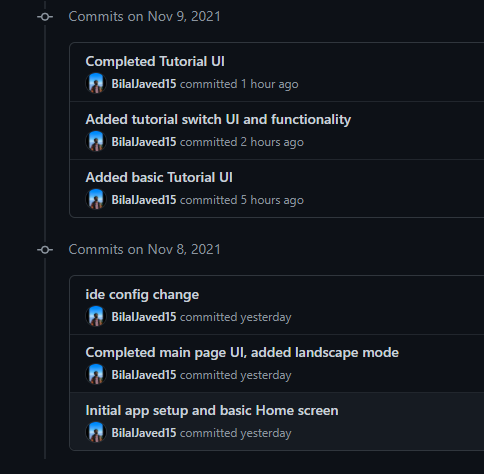 Commits on Nov 9, 2021
Completed Tutorial UI
BilalJaved15 committed 1 hour ago
Added tutorial switch UI and functionality
BilalJaved15 committed 2 hours ago
Added basic Tutorial UI
BilalJaved15 committed 5 hours ago
Commits on Nov 8, 2021
ide config change
BilalJaved15 committed yesterday
Completed main page UI, added landscape mode
BilalJaved15 committed yesterday
Initial app setup and basic Home screen
BilalJaved15 committed yesterday